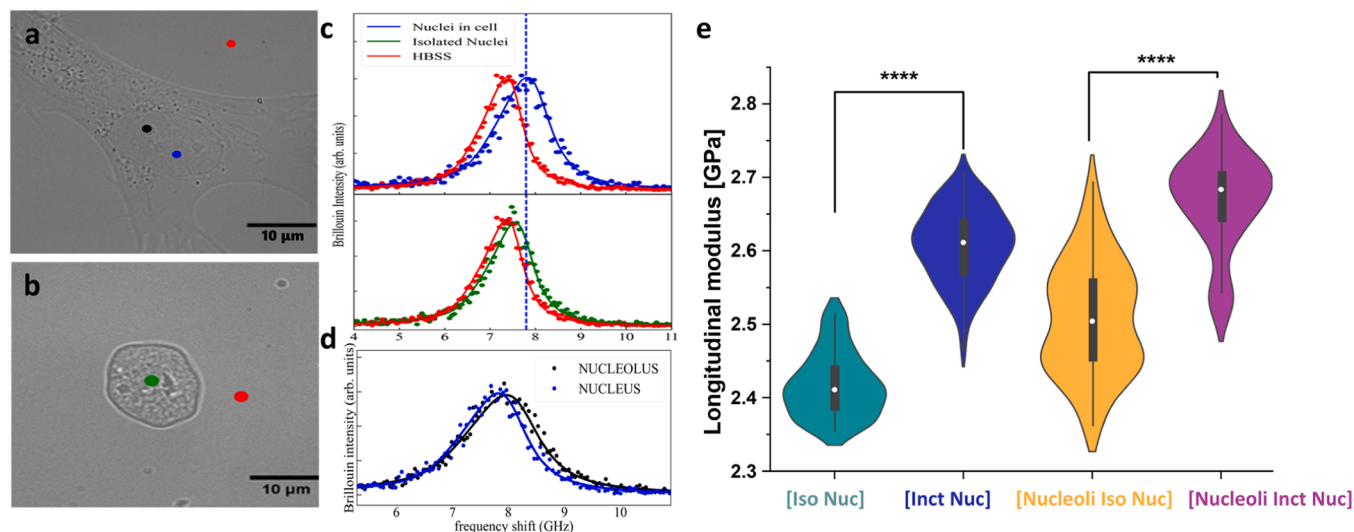 a
10 µm
b
10 µm
c
Nuclei in cell
Isolated Nuclei
HBSS
Brillouin Intensity (arb. units)
4 5 6 7 8 9 10 11
d
NUCLEOLUS
NUCLEUS
Brillouin intensity (arb. units)
6 7 8 9 10
frequency shift (GHz)
e
****
****
Longitudinal modulus [GPa]
2.8
2.7
2.6
2.5
2.4
2.3
[Iso Nuc] [Inct Nuc] [Nucleoli Iso Nuc] [Nucleoli Inct Nuc]